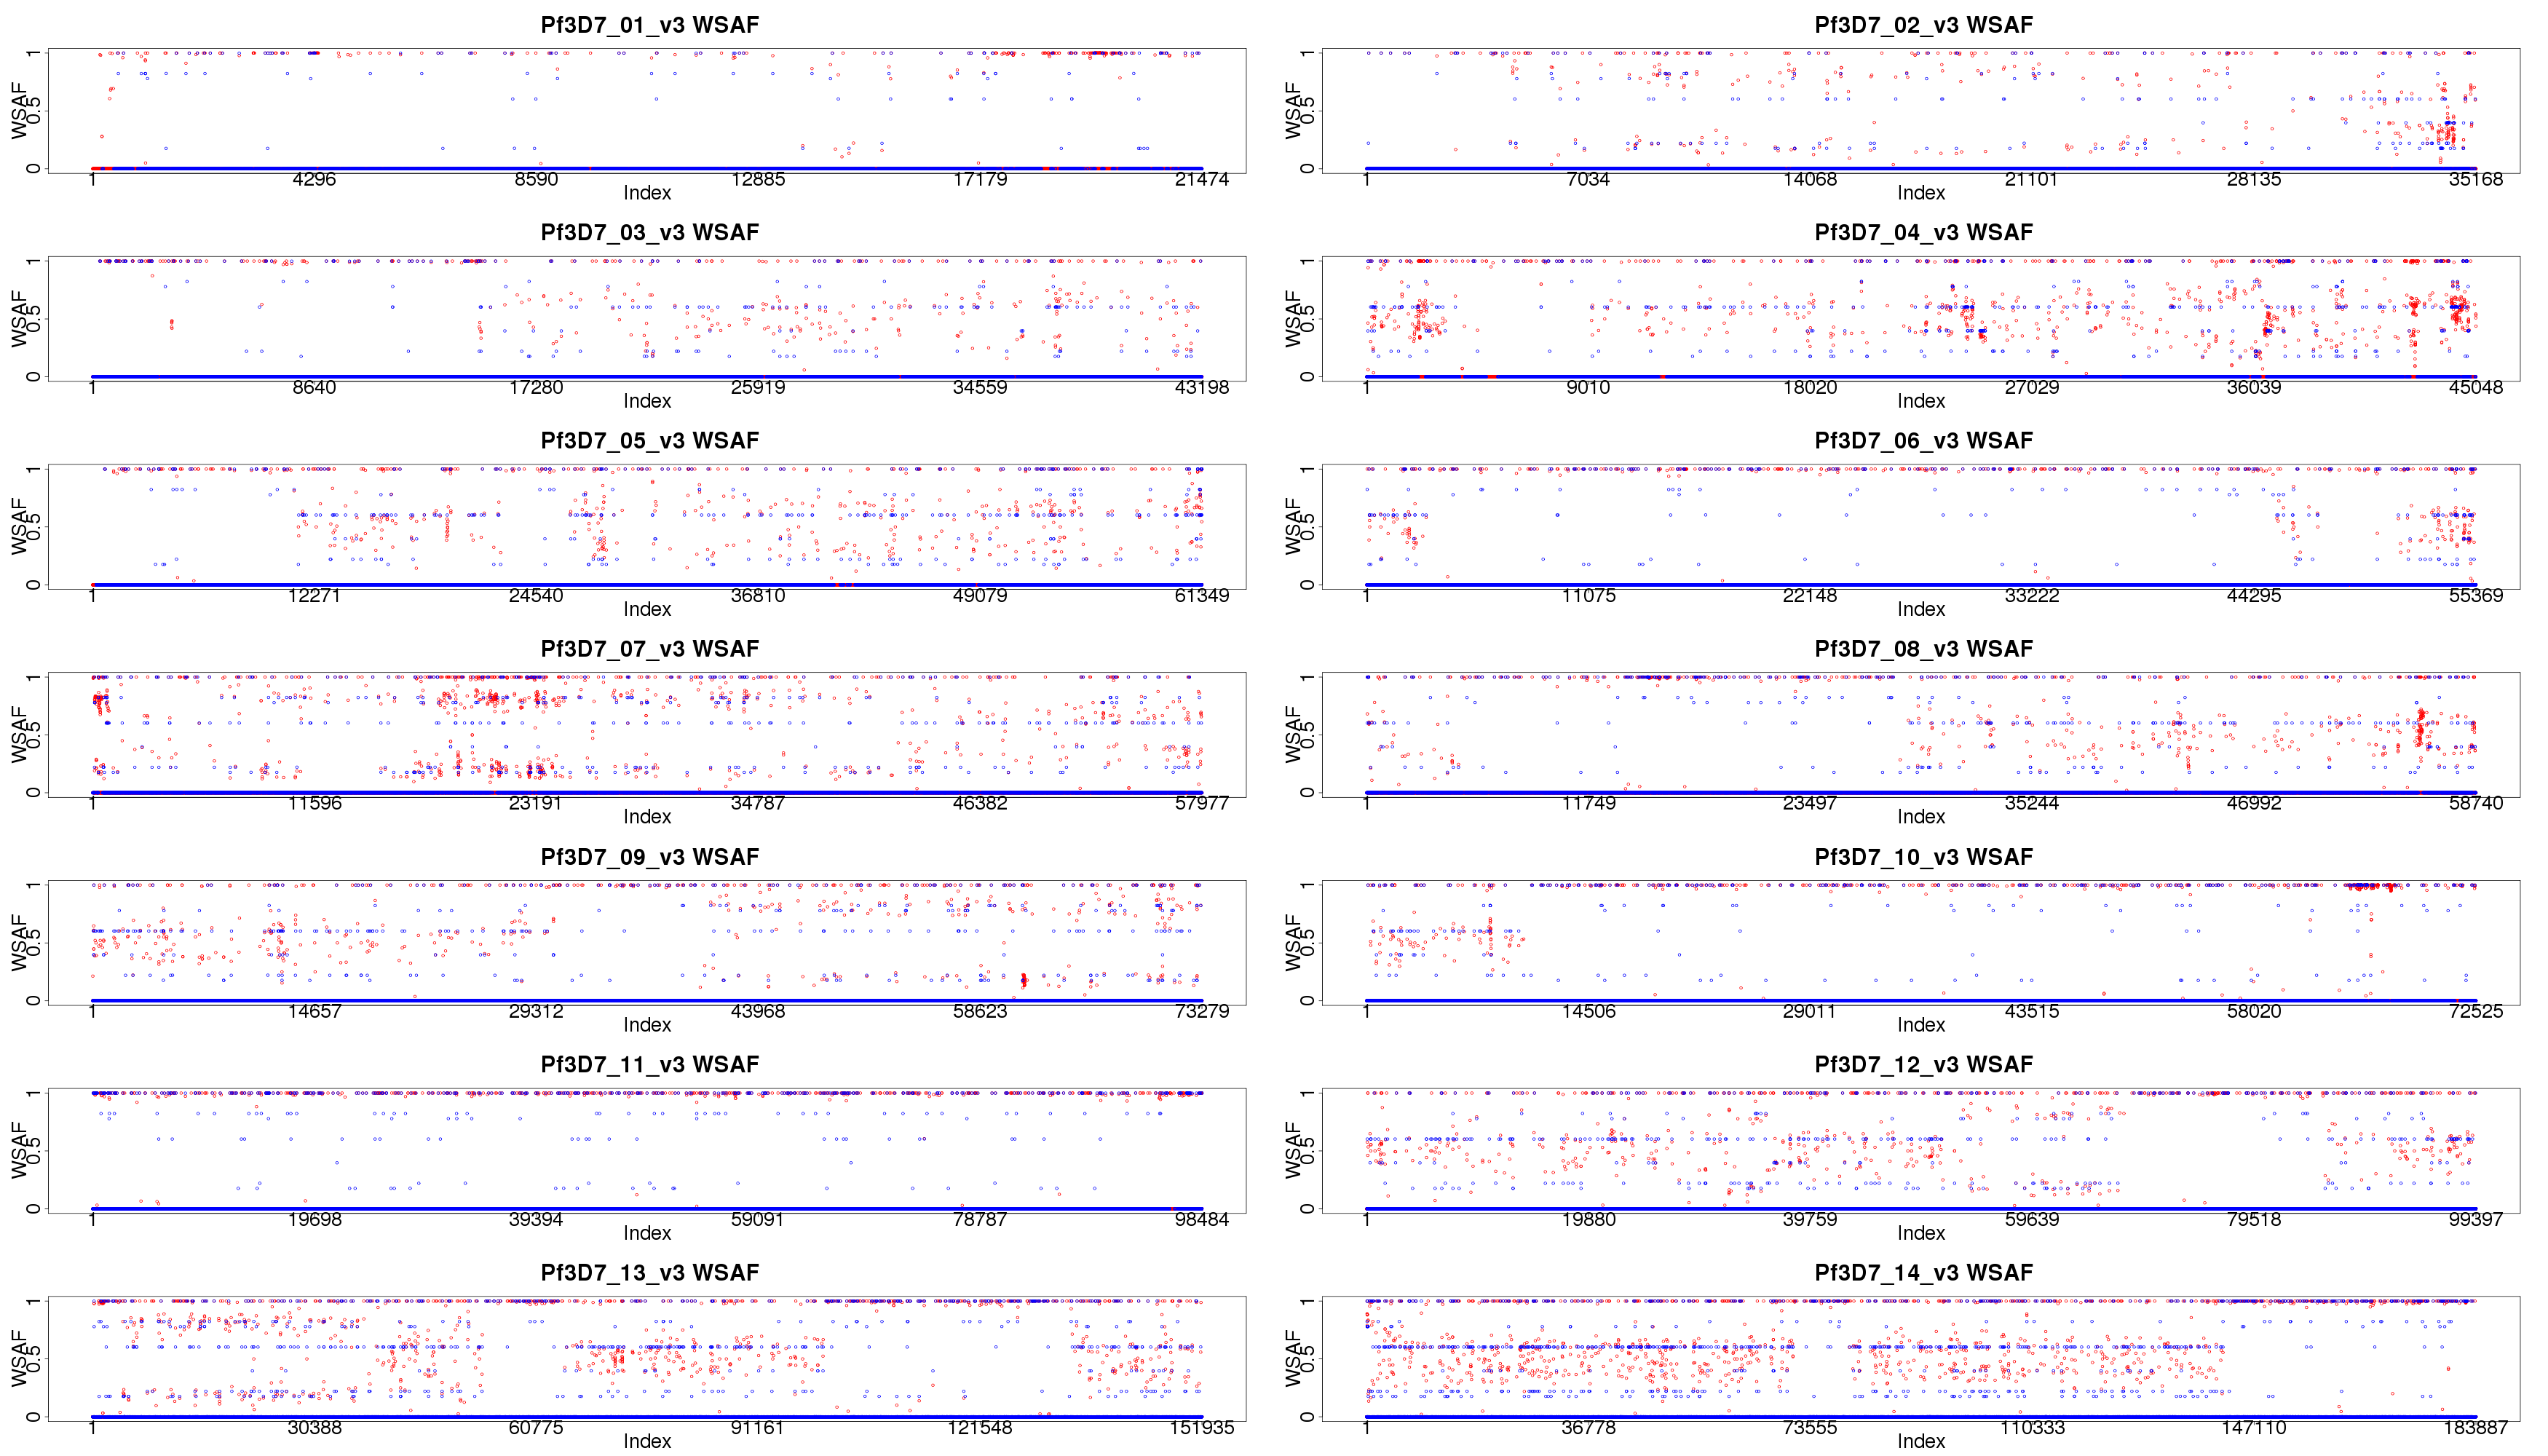 Pf3D7_01_v3 WSAF
WSAF
0 0.5 1
1 4296 8590 12885 17179 21474
Index
Pf3D7_02_v3 WSAF
WSAF
0 0.5 1
1 7034 14068 21101 28135 35168
Index
Pf3D7_03_v3 WSAF
WSAF
0 0.5 1
1 8640 17280 25919 34559 43198
Index
Pf3D7_04_v3 WSAF
WSAF
0 0.5 1
1 9010 18020 27029 36039 45048
Index
Pf3D7_05_v3 WSAF
WSAF
0 0.5 1
1 12271 24540 36810 49079 61349
Index
Pf3D7_06_v3 WSAF
WSAF
0 0.5 1
1 11075 22148 33222 44295 55369
Index
Pf3D7_07_v3 WSAF
WSAF
0 0.5 1
1 11596 23191 34787 46382 57977
Index
Pf3D7_08_v3 WSAF
WSAF
0 0.5 1
1 11749 23497 35244 46992 58740
Index
Pf3D7_09_v3 WSAF
WSAF
0 0.5 1
1 14657 29312 43968 58623 73279
Index
Pf3D7_10_v3 WSAF
WSAF
0 0.5 1
1 14506 29011 43515 58020 72525
Index
Pf3D7_11_v3 WSAF
WSAF
0 0.5 1
1 19698 39394 59091 78787 98484
Index
Pf3D7_12_v3 WSAF
WSAF
0 0.5 1
1 19880 39759 59639 79518 99397
Index
Pf3D7_13_v3 WSAF
WSAF
0 0.5 1
1 30388 60775 91161 121548 151935
Index
Pf3D7_14_v3 WSAF
WSAF
0 0.5 1
1 36778 73555 110333 147110 183887
Index